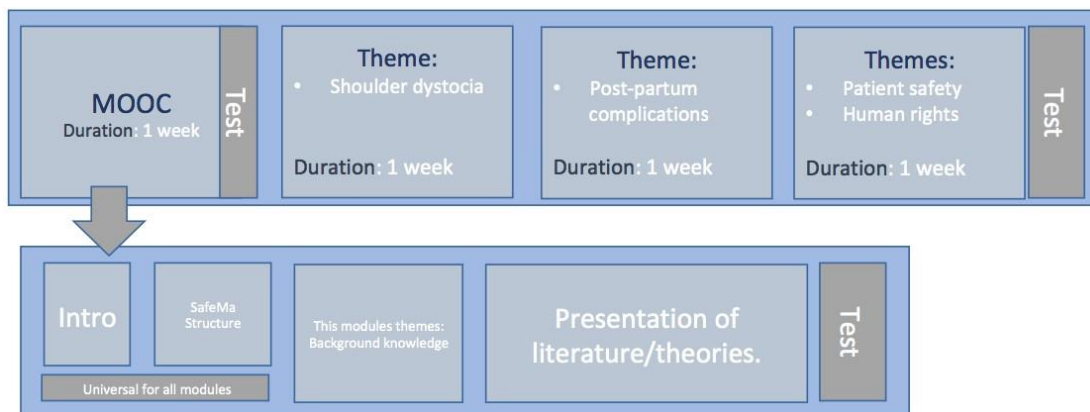 MOOC
Duration: 1 week
Test
Theme:
• Shoulder dystocia
Duration: 1 week
Theme:
• Post-partum
complications
Duration: 1 week
Themes:
• Patient safety
• Human rights
Duration: 1 week
Test
Intro
SafeMa
Structure
Universal for all modules
This modules themes:
Background knowledge
Presentation of
literature/theories.
Test